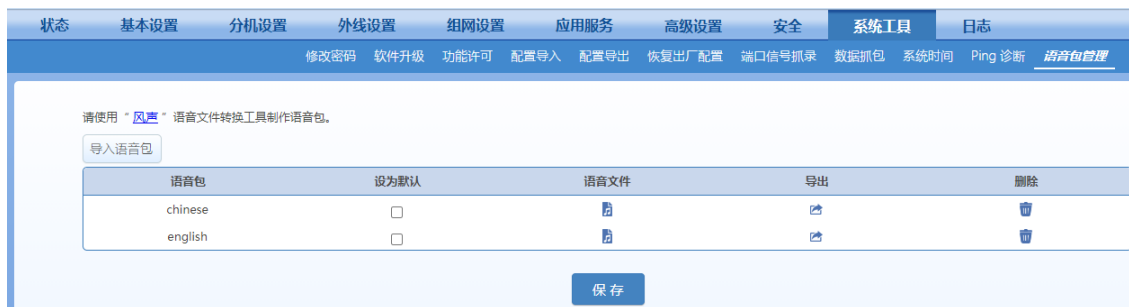 状态 基本设置 分机设置 外线设置 组网设置 应用服务 高级设置 安全 系统工具 日志
修改密码 软件升级 功能许可 配置导入 配置导出 恢复出厂配置 端口信号抓录 数据抓包 系统时间 Ping 诊断 语音包管理
请使用“风声”语音文件转换工具制作语音包。
导入语音包
语音包 设为默认 语音文件 导出 删除
chinese
english
保存